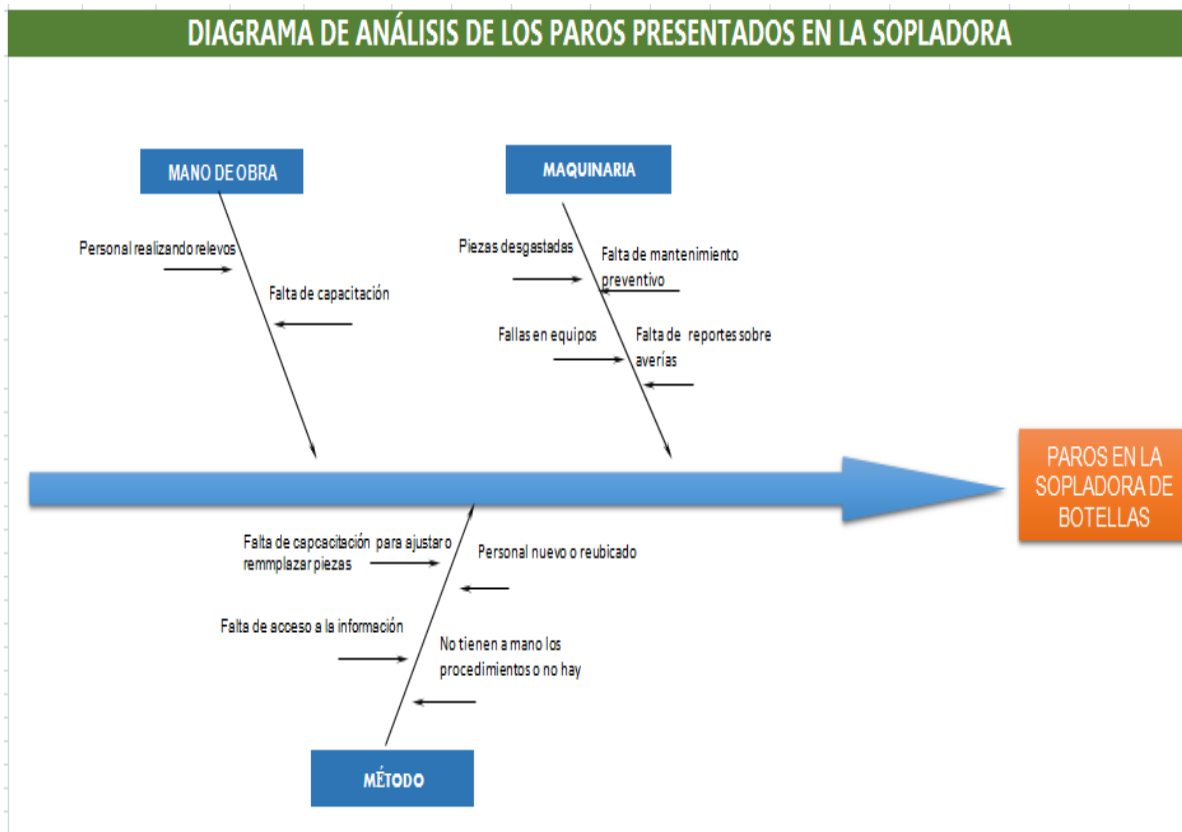 DIAGRAMA DE ANÁLISIS DE LOS PAROS PRESENTADOS EN LA SOPLADORA
MANO DE OBRA
MAQUINARIA
Personal realizando relevos
Falta de capacitación
Piezas desgastadas
Falta de mantenimiento
preventivo
Fallas en equipos
Falta de reportes sobre
averías
PAROS EN LA
SOPLADORA DE
BOTELLAS
Falta de capcacitación para ajustar o
remmplazar piezas
Personal nuevo o reubicado
Falta de acceso a la información
No tienen a mano los
procedimientos o no hay
MÉTODO